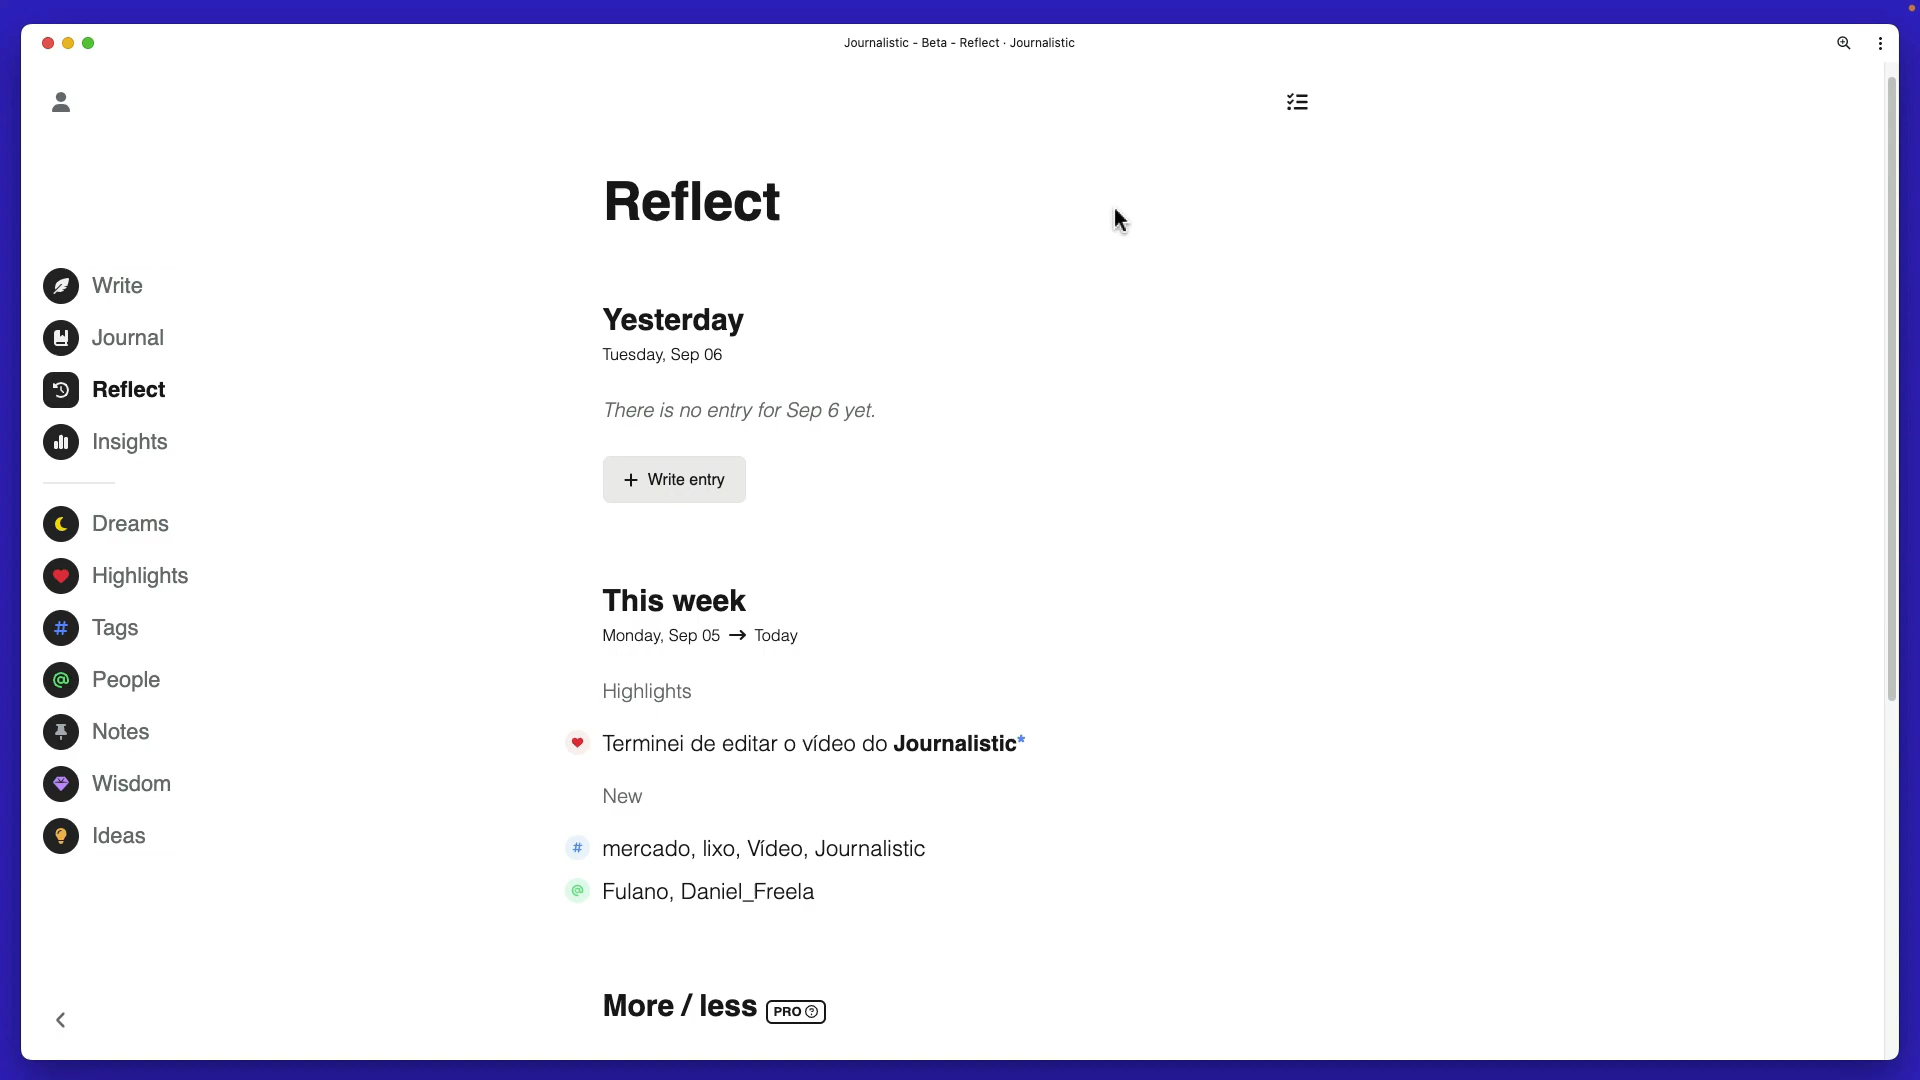 Journalistic - Beta - Reflect · Journalistic
Reflect
Write
Journal
Reflect
Insights
Dreams
Highlights
Tags
People
Notes
Wisdom
Ideas
Yesterday
Tuesday, Sep 06
There is no entry for Sep 6 yet.
+ Write entry
This week
Monday, Sep 05 → Today
Highlights
Terminei de editar o vídeo do Journalistic*
New
# mercado, lixo, Vídeo, Journalistic
@ Fulano, Daniel_Freela
More / less PRO ?